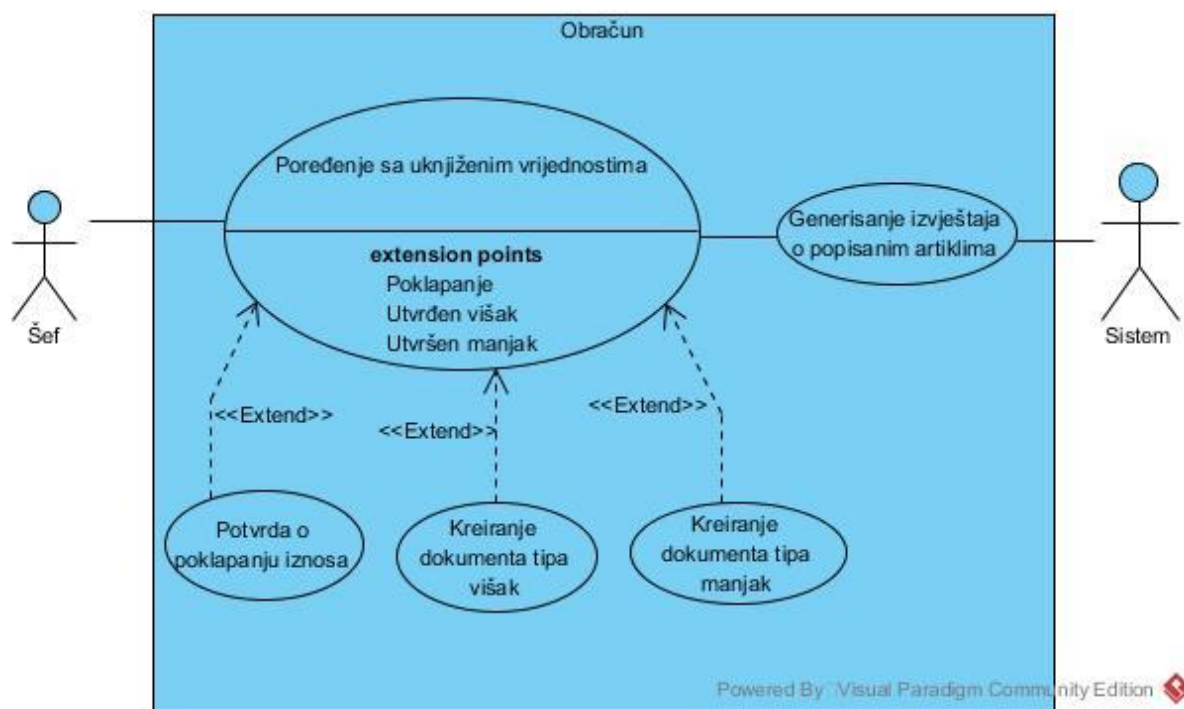 Obračun
Poređenje sa uknjiženim vrijednostima
extension points
Poklapanje
Utvrđen višak
Utvršen manjak
Generisanje izvještaja
o popisanim artiklima
Šef
Sistem
<<Extend>>
<<Extend>>
<<Extend>>
Potvrda o
poklapanju iznosa
Kreiranje
dokumenta tipa
višak
Kreiranje
dokumenta tipa
manjak
Powered By Visual Paradigm Community Edition